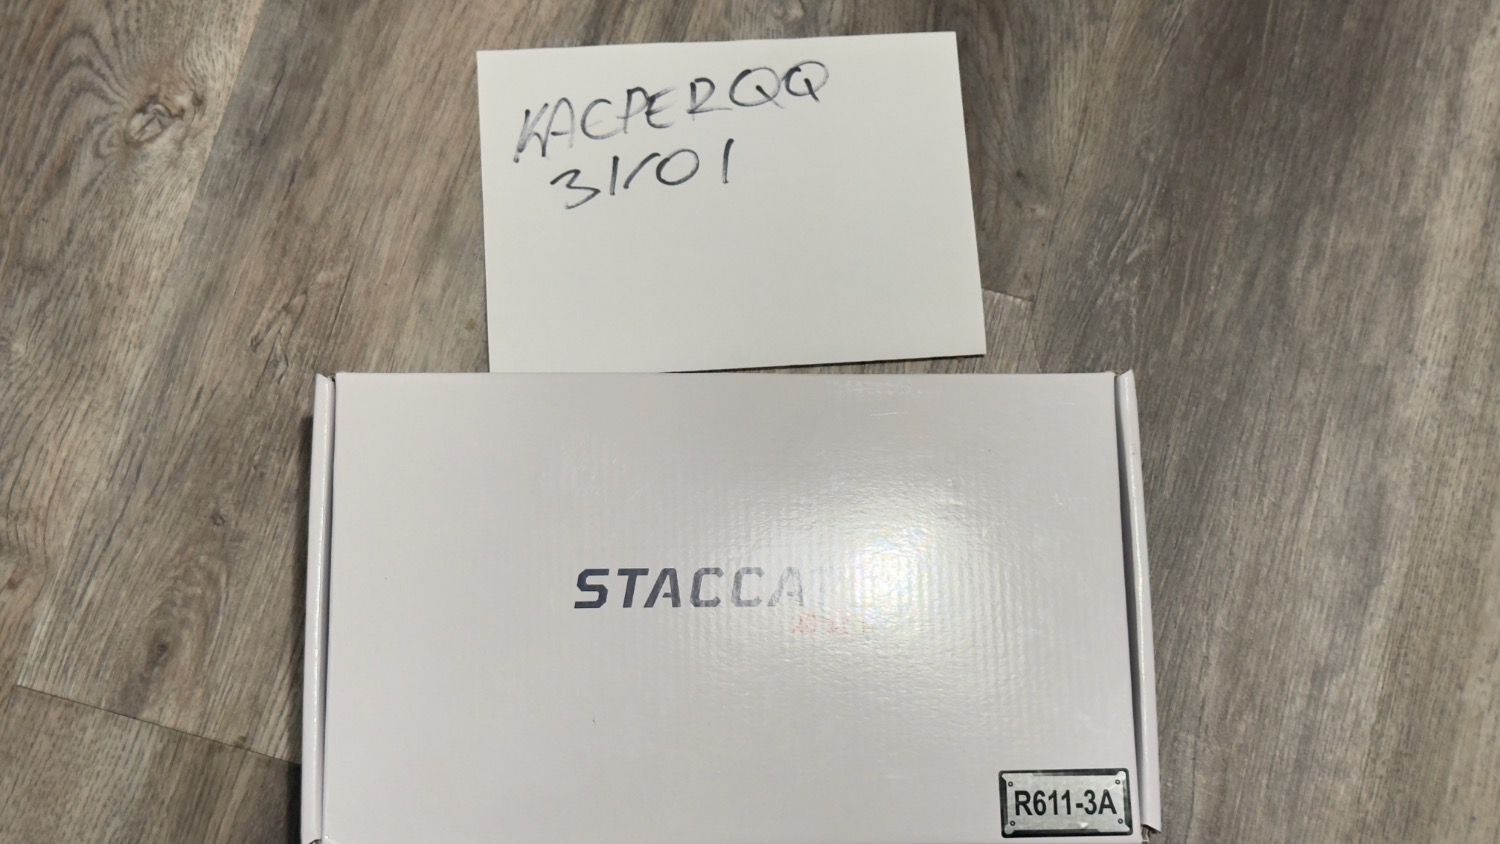 KACPERQQ
31/01
STACCA
R611-3A